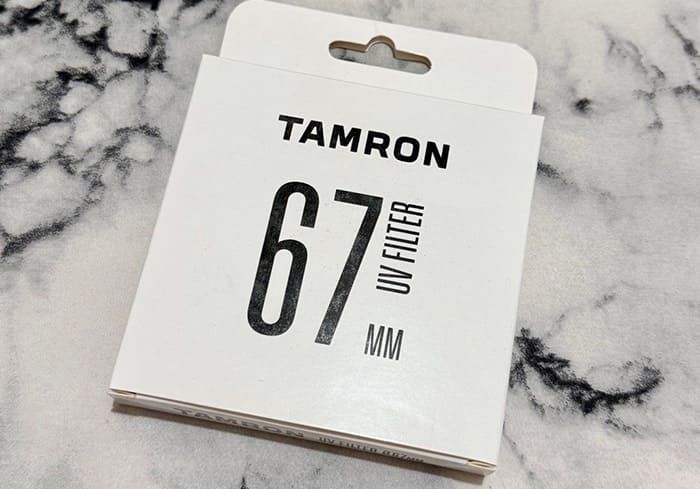 TAMRON
67
UV FILTER
MM
TAMRON UV FILTER